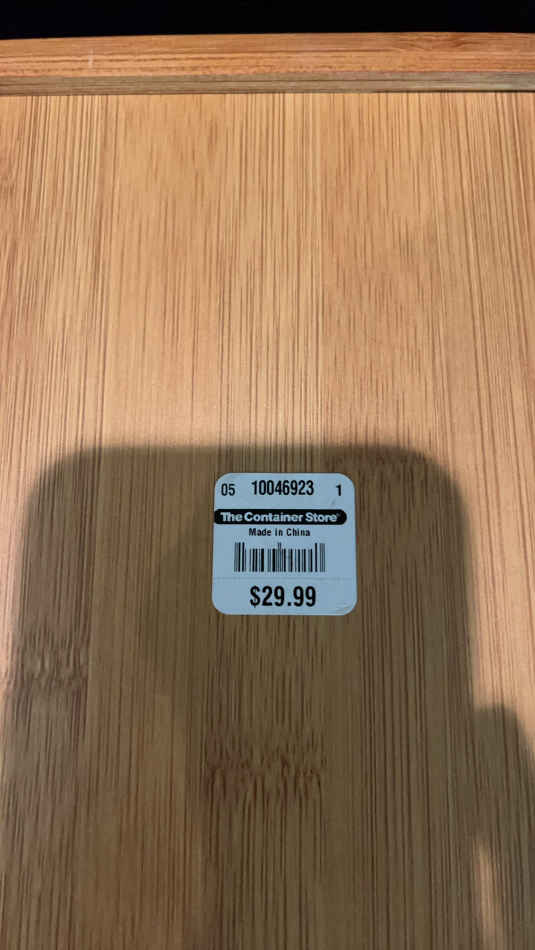 05 10046923 1
The Container Store®
Made in China
$29.99